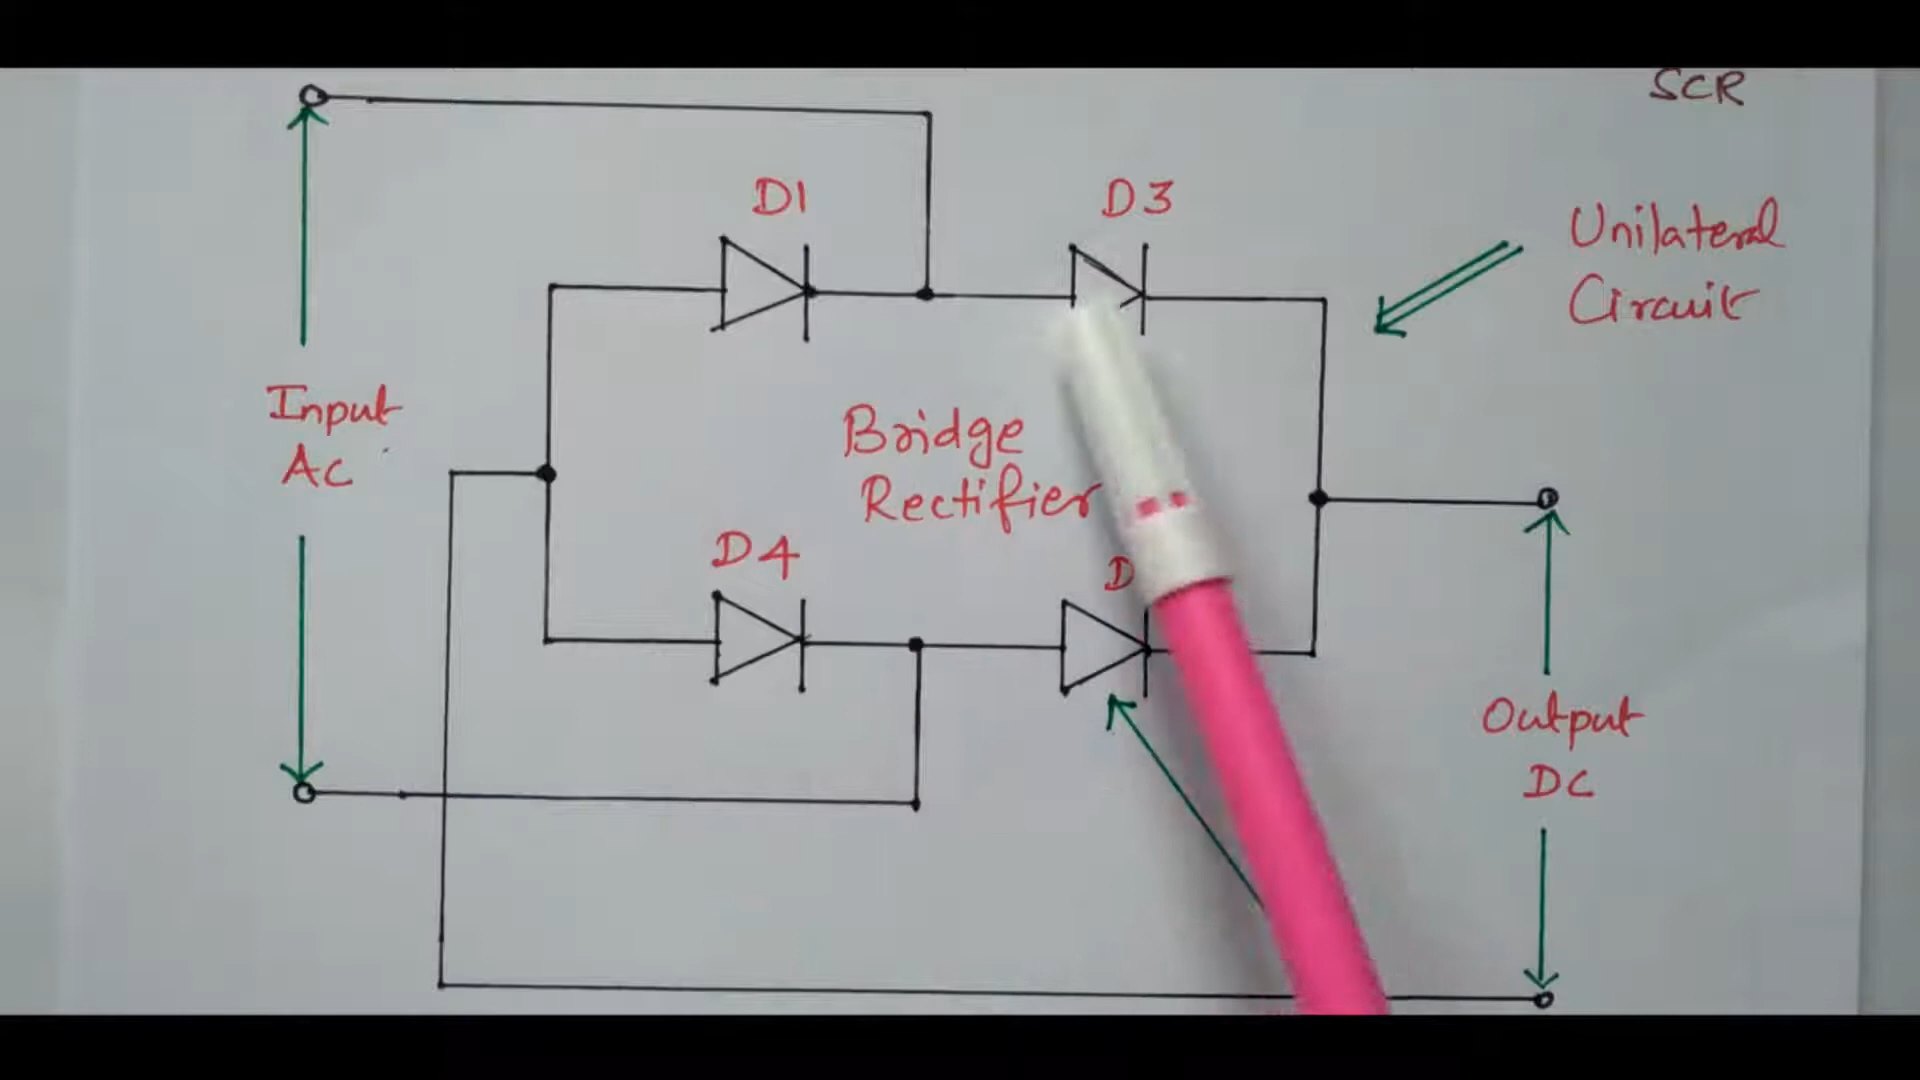 SCR
D1
D3
Unilateral
Circuit
Input
AC
Bridge
Rectifier
D4
D
Output
DC